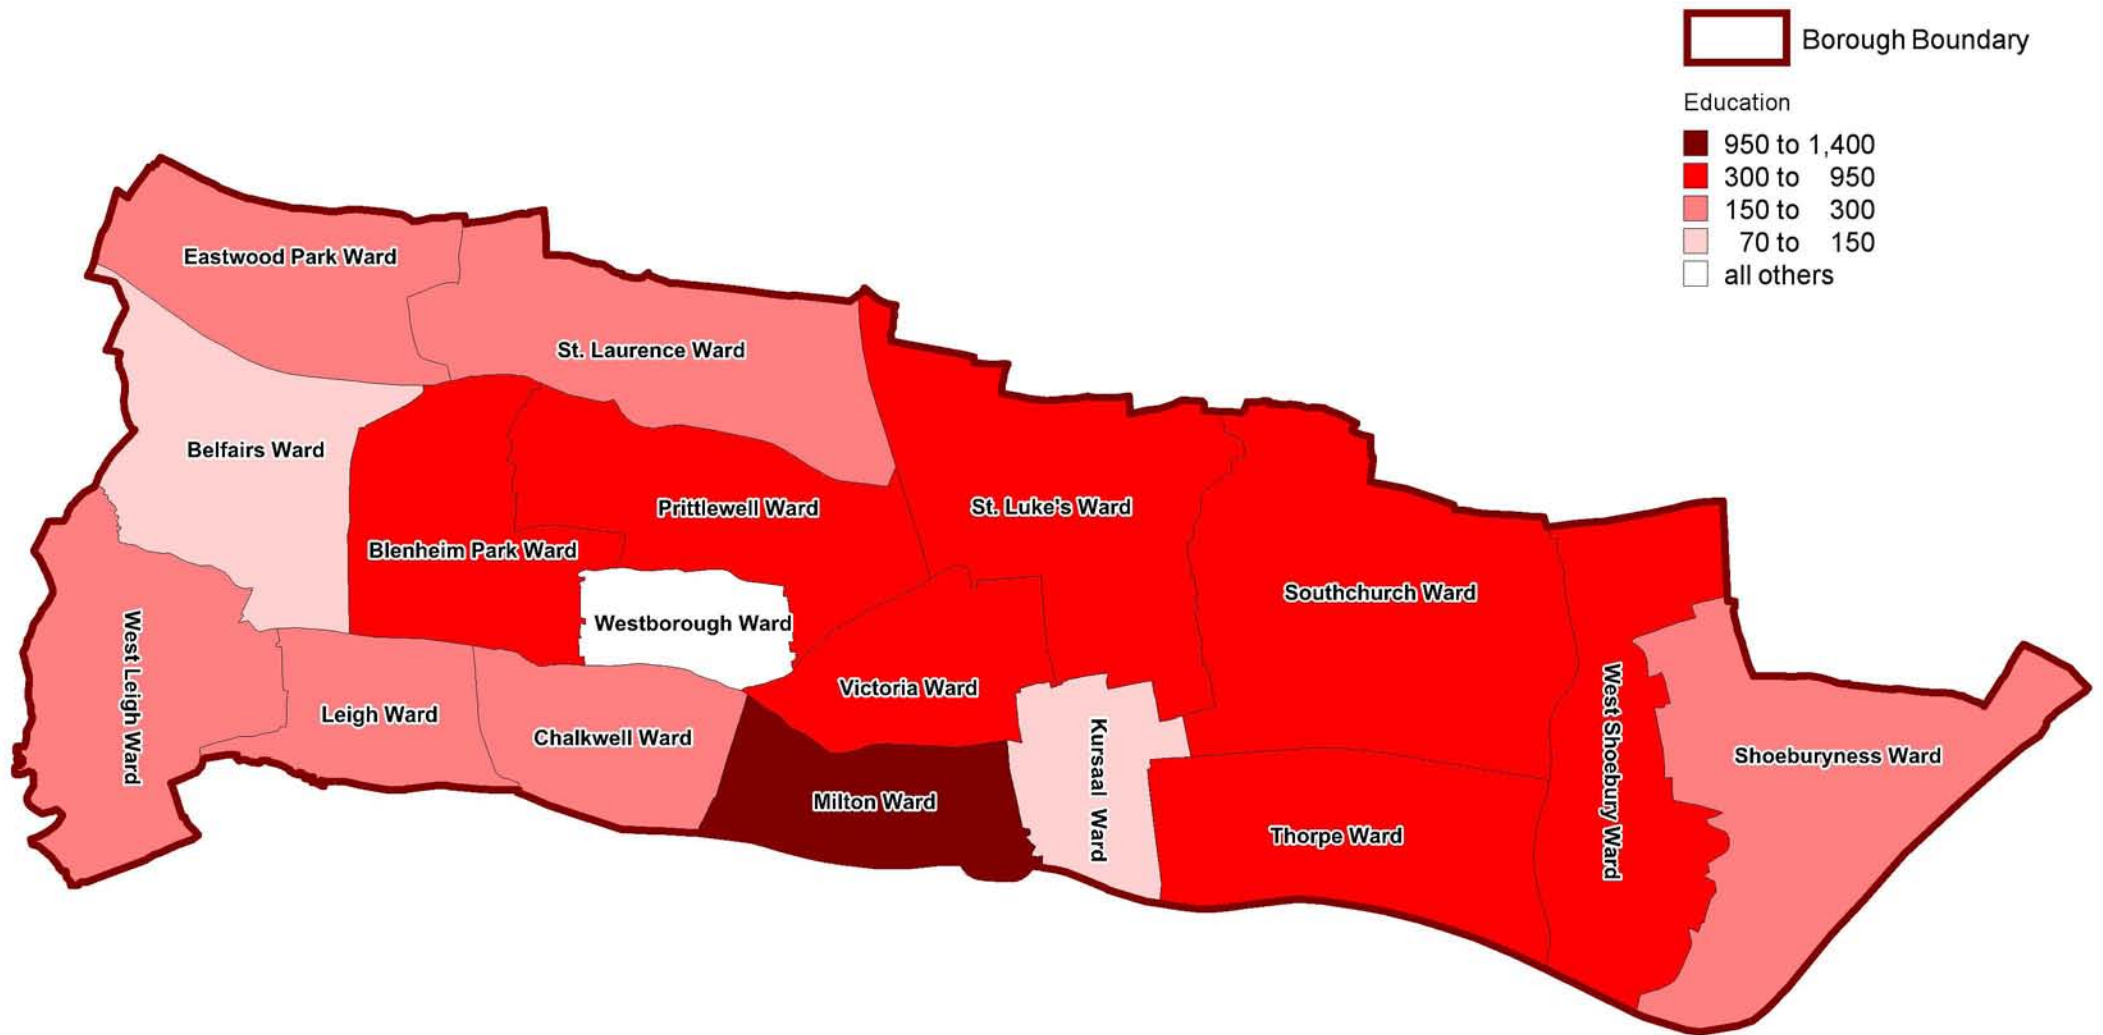 Borough Boundary
Education
950 to 1,400
300 to 950
150 to 300
70 to 150
all others
Eastwood Park Ward
St. Laurence Ward
Belfairs Ward
Prittlewell Ward
St. Luke's Ward
Blenheim Park Ward
Southchurch Ward
Westborough Ward
West Leigh Ward
Victoria Ward
Leigh Ward
Chalkwell Ward
Kursaal Ward
West Shoebury Ward
Shoeburyness Ward
Milton Ward
Thorpe Ward